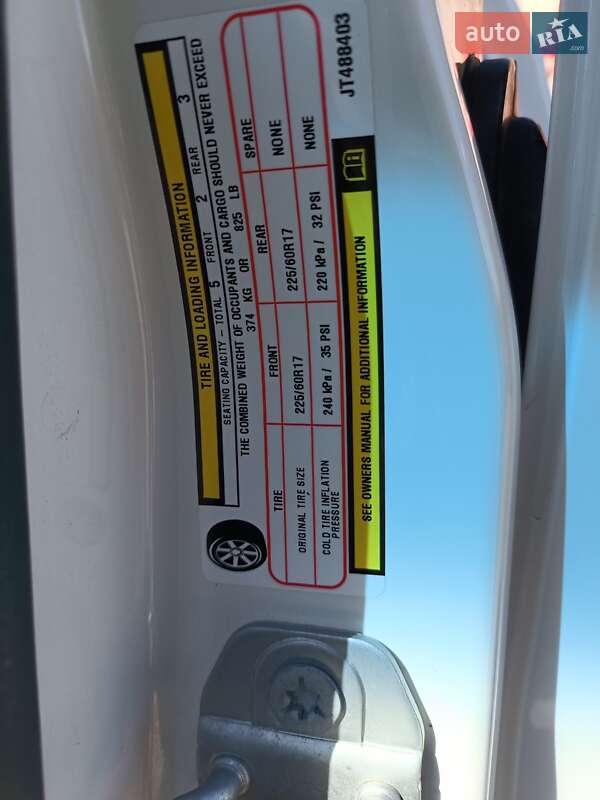 auto RIA .com
JT488403
TIRE AND LOADING INFORMATION
SEATING CAPACITY - TOTAL 5 FRONT 2 REAR 3
THE COMBINED WEIGHT OF OCCUPANTS AND CARGO SHOULD NEVER EXCEED
374 KG OR 825 LB
TIRE FRONT REAR SPARE
ORIGINAL TIRE SIZE 225/60R17 225/60R17 NONE
COLD TIRE INFLATION PRESSURE 240 kPa / 35 PSI 220 kPa / 32 PSI NONE
SEE OWNERS MANUAL FOR ADDITIONAL INFORMATION